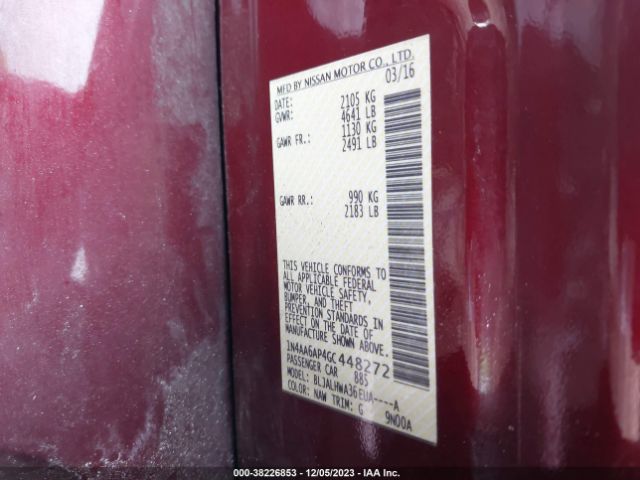 MFD BY NISSAN MOTOR CO., LTD.
DATE: 03/16
GVWR: 2105 KG
4641 LB
GAWR FR.: 1130 KG
2491 LB
GAWR RR.: 990 KG
2183 LB
THIS VEHICLE CONFORMS TO
ALL APPLICABLE FEDERAL
MOTOR VEHICLE SAFETY,
BUMPER, AND THEFT
PREVENTION STANDARDS IN
EFFECT ON THE DATE OF
MANUFACTURE SHOWN ABOVE.
1N4AA6AP4GC448272
PASSENGER CAR 885
MODEL: BLJALHWA36EUA----A
COLOR: NAW TRIM: G 9N00A
000-38226853 / 12/05/2023 - IAA Inc.